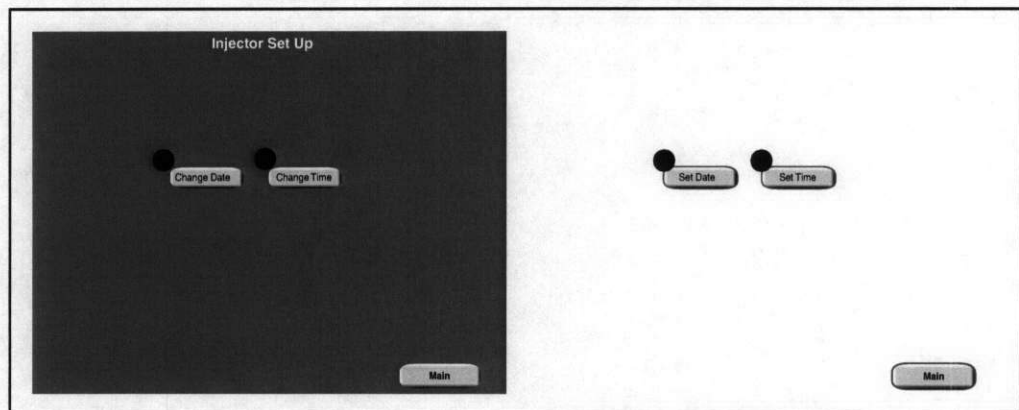 Injector Set Up
Change Date
Change Time
Main
Set Date
Set Time
Main